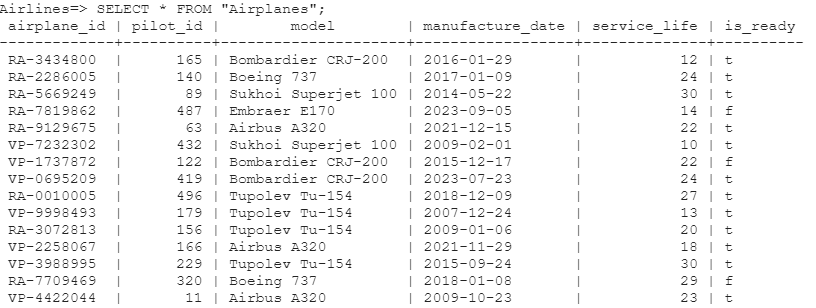 Airlines=> SELECT * FROM "Airplanes";
 airplane_id | pilot_id |        model        | manufacture_date | service_life | is_ready
-------------+----------+---------------------+------------------+--------------+----------
 RA-3434800  |      165 | Bombardier CRJ-200  | 2016-01-29       |           12 | t
 RA-2286005  |      140 | Boeing 737          | 2017-01-09       |           24 | t
 RA-5669249  |       89 | Sukhoi Superjet 100 | 2014-05-22       |           30 | t
 RA-7819862  |      487 | Embraer E170        | 2023-09-05       |           14 | f
 RA-9129675  |       63 | Airbus A320         | 2021-12-15       |           22 | t
 VP-7232302  |      432 | Sukhoi Superjet 100 | 2009-02-01       |           10 | t
 VP-1737872  |      122 | Bombardier CRJ-200  | 2015-12-17       |           22 | f
 VP-0695209  |      419 | Bombardier CRJ-200  | 2023-07-23       |           24 | t
 RA-0010005  |      496 | Tupolev Tu-154      | 2018-12-09       |           27 | t
 VP-9998493  |      179 | Tupolev Tu-154      | 2007-12-24       |           13 | t
 RA-3072813  |      156 | Tupolev Tu-154      | 2009-01-06       |           20 | t
 VP-2258067  |      166 | Airbus A320         | 2021-11-29       |           18 | t
 VP-3988995  |      229 | Tupolev Tu-154      | 2015-09-24       |           30 | t
 RA-7709469  |      320 | Boeing 737          | 2018-01-08       |           29 | f
 VP-4422044  |       11 | Airbus A320         | 2009-10-23       |           23 | t